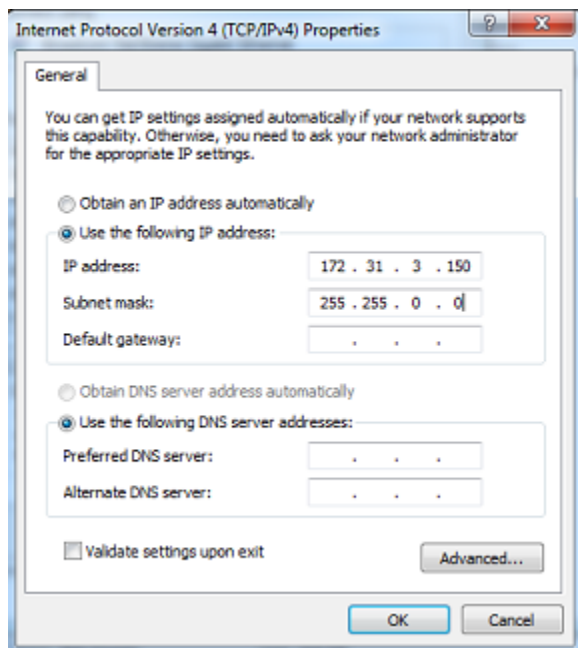 Internet Protocol Version 4 (TCP/IPv4) Properties
General
You can get IP settings assigned automatically if your network supports
this capability. Otherwise, you need to ask your network administrator
for the appropriate IP settings.
Obtain an IP address automatically
Use the following IP address:
IP address: 172 . 31 . 3 . 150
Subnet mask: 255 . 255 . 0 . 0
Default gateway: . . .
Obtain DNS server address automatically
Use the following DNS server addresses:
Preferred DNS server: . . .
Alternate DNS server: . . .
Validate settings upon exit
Advanced...
OK Cancel